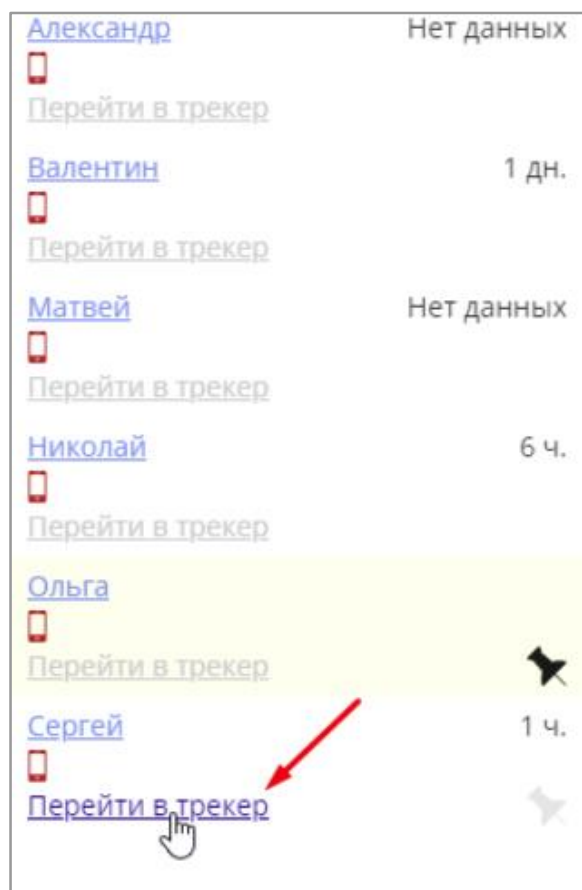 Александр Нет данных
Перейти в трекер
Валентин 1 дн.
Перейти в трекер
Матвей Нет данных
Перейти в трекер
Николай 6 ч.
Перейти в трекер
Ольга
Перейти в трекер
Сергей 1 ч.
Перейти в трекер